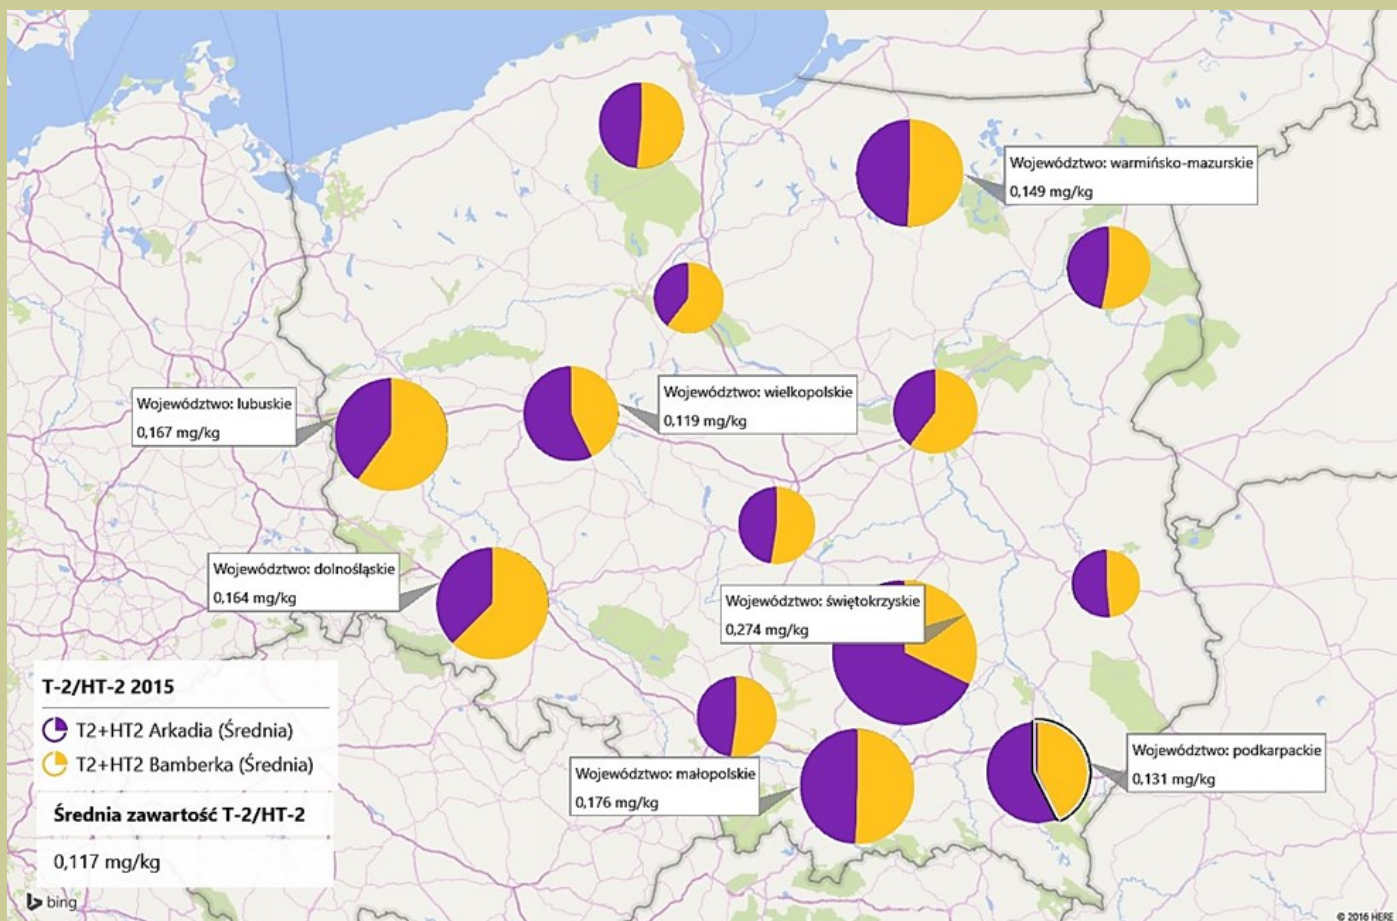 Województwo: warmińsko-mazurskie
0,149 mg/kg
Województwo: lubuskie
0,167 mg/kg
Województwo: wielkopolskie
0,119 mg/kg
Województwo: dolnośląskie
0,164 mg/kg
Województwo: świętokrzyskie
0,274 mg/kg
T-2/HT-2 2015
T2+HT2 Arkadia (Średnia)
T2+HT2 Bamberka (Średnia)
Średnia zawartość T-2/HT-2
0,117 mg/kg
Województwo: małopolskie
0,176 mg/kg
Województwo: podkarpackie
0,131 mg/kg
bing
© 2016 HERE